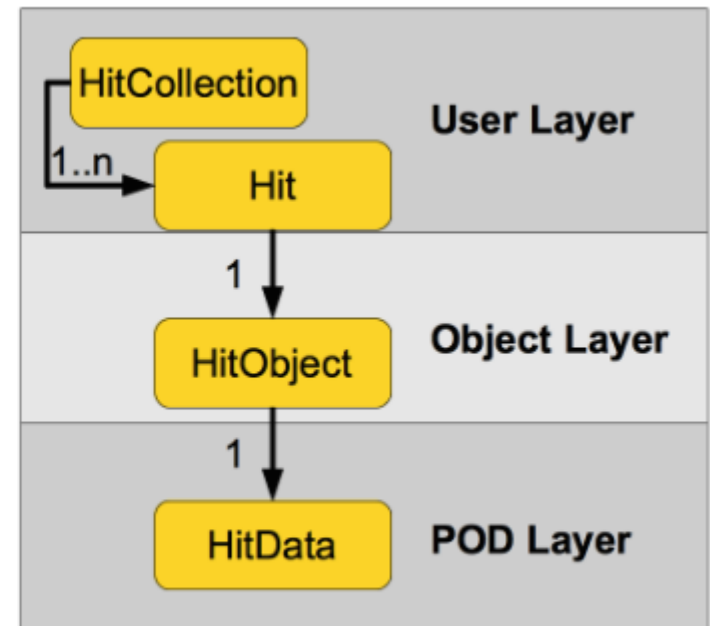 HitCollection
User Layer
1..n
Hit
1
HitObject
Object Layer
1
HitData
POD Layer